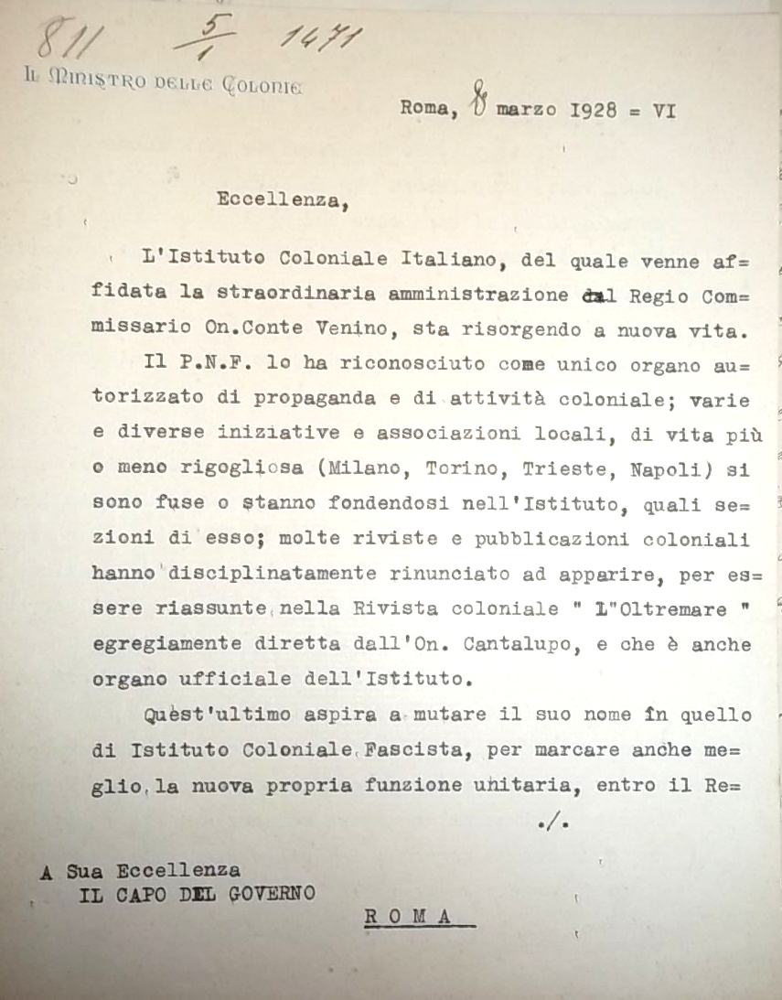 811 5/1 1471
IL MINISTRO DELLE COLONIE
Roma, 8 marzo 1928 = VI
Eccellenza,
L'Istituto Coloniale Italiano, del quale venne af=
fidata la straordinaria amministrazione dal Regio Com=
missario On.Conte Venino, sta risorgendo a nuova vita.
Il P.N.F. lo ha riconosciuto come unico organo au=
torizzato di propaganda e di attività coloniale; varie
e diverse iniziative e associazioni locali, di vita più
o meno rigogliosa (Milano, Torino, Trieste, Napoli) si
sono fuse o stanno fondendosi nell'Istituto, quali se=
zioni di esso; molte riviste e pubblicazioni coloniali
hanno disciplinatamente rinunciato ad apparire, per es=
sere riassunte nella Rivista coloniale " L"Oltremare "
egregiamente diretta dall'On. Cantalupo, e che è anche
organo ufficiale dell'Istituto.
Quest'ultimo aspira a mutare il suo nome in quello
di Istituto Coloniale Fascista, per marcare anche me=
glio la nuova propria funzione unitaria, entro il Re=
./.
A Sua Eccellenza
IL CAPO DEL GOVERNO
R O M A